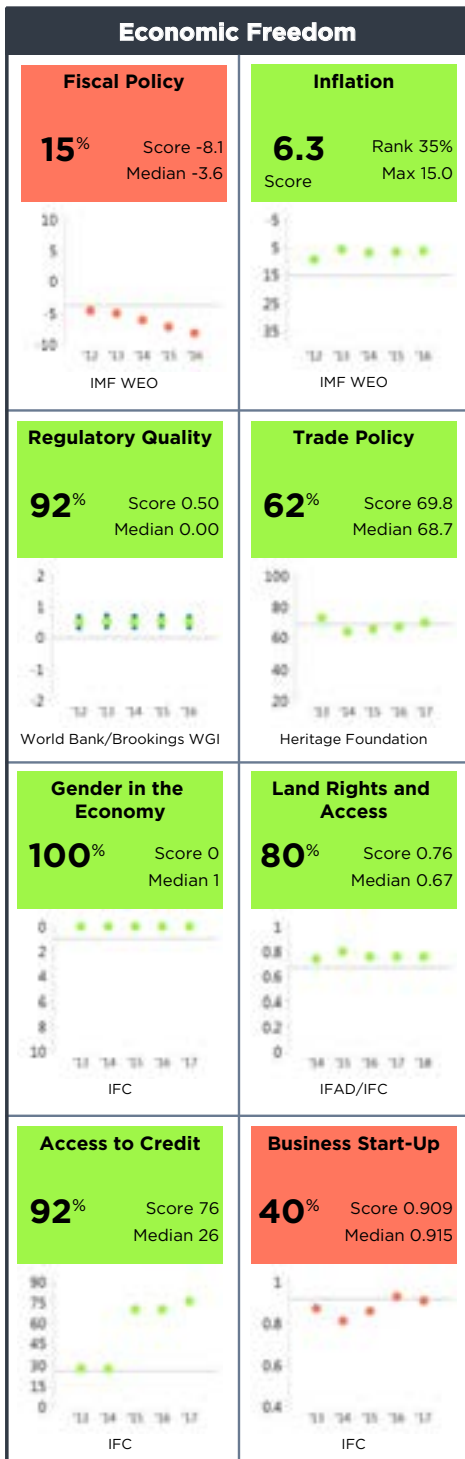 Economic Freedom
Fiscal Policy
15%
Score -8.1
Median -3.6
10
5
0
-5
-10
'12 '13 '14 '15 '16
IMF WEO
Inflation
6.3
Score
Rank 35%
Max 15.0
-5
5
15
25
35
'12 '13 '14 '15 '16
IMF WEO
Regulatory Quality
92%
Score 0.50
Median 0.00
2
1
0
-1
-2
'12 '13 '14 '15 '16
World Bank/Brookings WGI
Trade Policy
62%
Score 69.8
Median 68.7
100
80
60
40
20
'13 '14 '15 '16 '17
Heritage Foundation
Gender in the
Economy
100%
Score 0
Median 1
0
2
4
6
8
10
'13 '14 '15 '16 '17
IFC
Land Rights and
Access
80%
Score 0.76
Median 0.67
1
0.8
0.6
0.4
0.2
0
'14 '15 '16 '17 '18
IFAD/IFC
Access to Credit
92%
Score 76
Median 26
90
75
60
45
30
15
0
'13 '14 '15 '16 '17
IFC
Business Start-Up
40%
Score 0.909
Median 0.915
1
0.8
0.6
0.4
'13 '14 '15 '16 '17
IFC